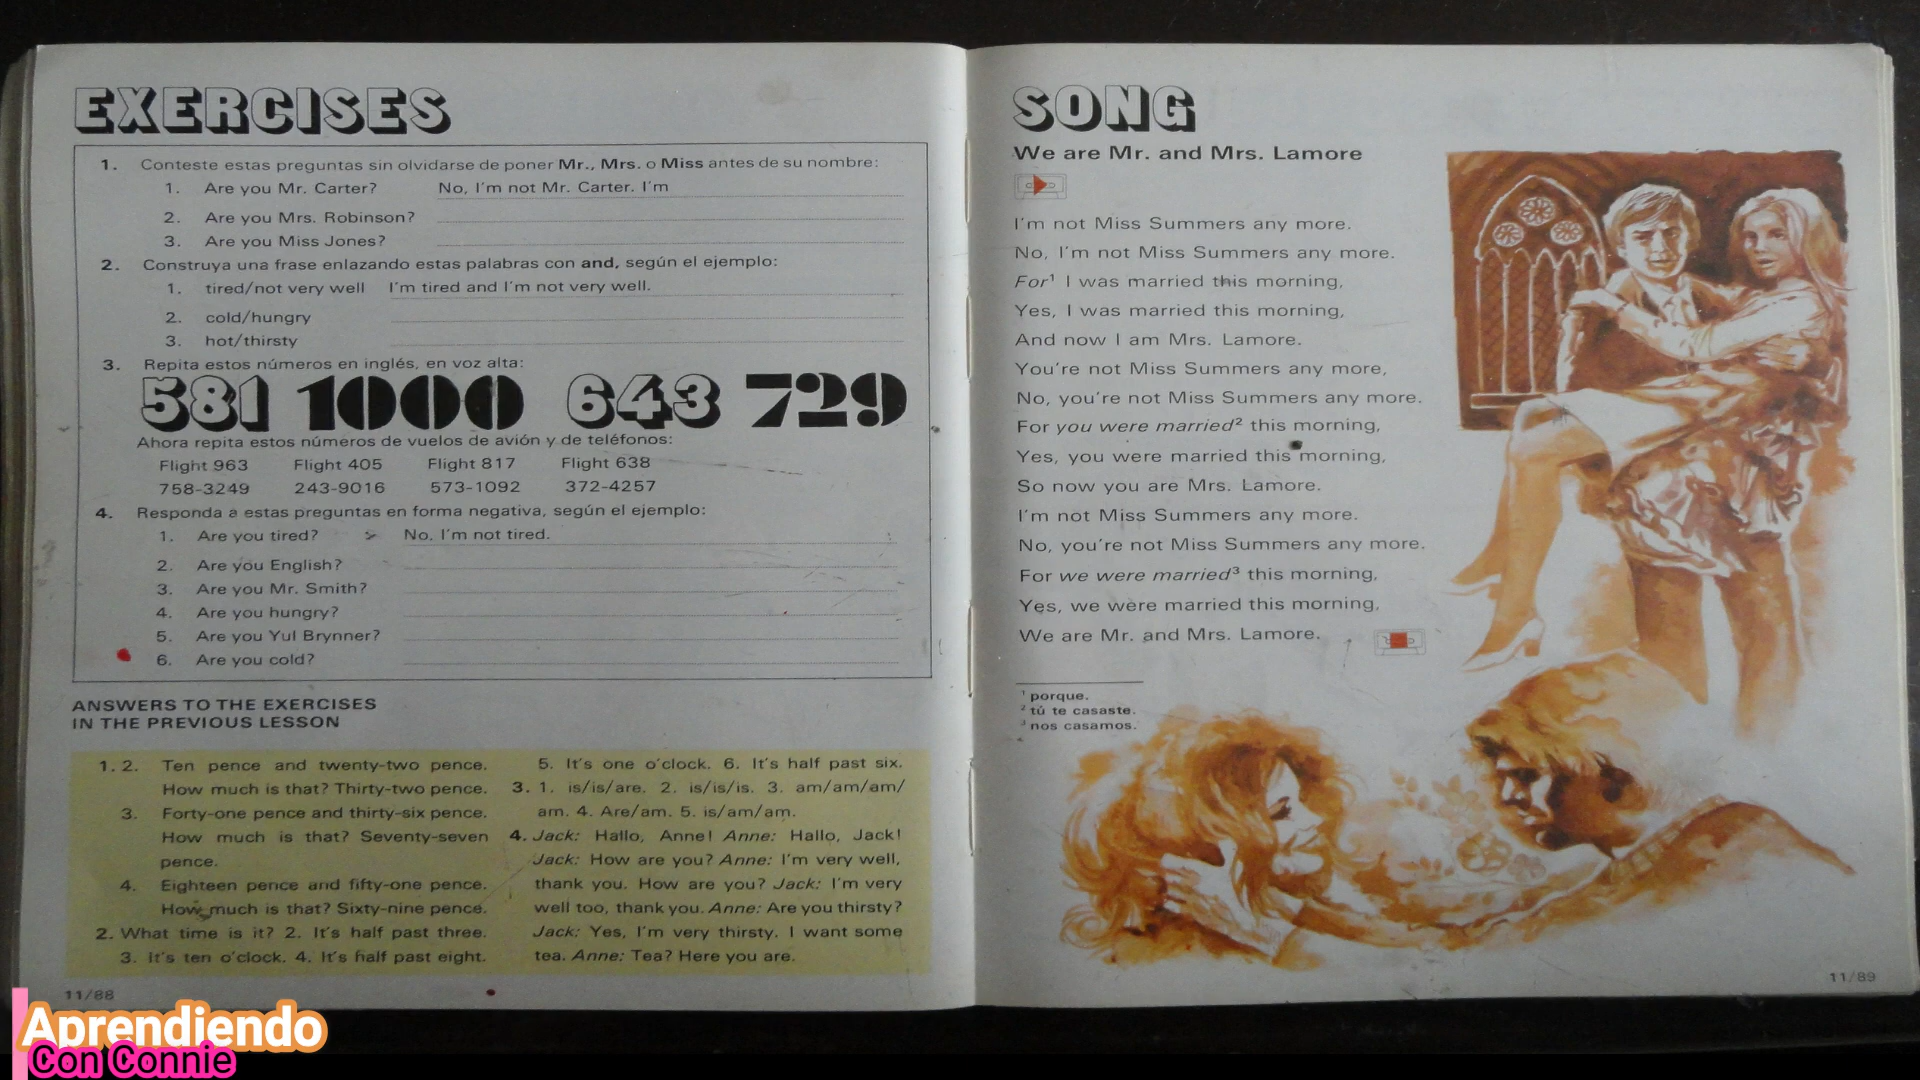 EXERCISES
1. Conteste estas preguntas sin olvidarse de poner Mr., Mrs. o Miss antes de su nombre:
1. Are you Mr. Carter? No, I'm not Mr. Carter. I'm
2. Are you Mrs. Robinson?
3. Are you Miss Jones?
2. Construya una frase enlazando estas palabras con and, según el ejemplo:
1. tired/not very well I'm tired and I'm not very well.
2. cold/hungry
3. hot/thirsty
3. Repita estos números en inglés, en voz alta:
581 1000 643 729
Ahora repita estos números de vuelos de avión y de teléfonos:
Flight 963 Flight 405 Flight 817 Flight 638
758-3249 243-9016 573-1092 372-4257
4. Responda a estas preguntas en forma negativa, según el ejemplo:
1. Are you tired? No, I'm not tired.
2. Are you English?
3. Are you Mr. Smith?
4. Are you hungry?
5. Are you Yul Brynner?
6. Are you cold?
ANSWERS TO THE EXERCISES
IN THE PREVIOUS LESSON
1. 2. Ten pence and twenty-two pence.
How much is that? Thirty-two pence.
3. Forty-one pence and thirty-six pence.
How much is that? Seventy-seven
pence.
4. Eighteen pence and fifty-one pence.
How much is that? Sixty-nine pence.
2. What time is it? 2. It's half past three.
3. It's ten o'clock. 4. It's half past eight.
5. It's one o'clock. 6. It's half past six.
3. 1. is/is/are. 2. is/is/is. 3. am/am/am/
am. 4. Are/am. 5. is/am/am.
4. Jack: Hallo, Anne! Anne: Hallo, Jack!
Jack: How are you? Anne: I'm very well,
thank you. How are you? Jack: I'm very
well too, thank you. Anne: Are you thirsty?
Jack: Yes, I'm very thirsty. I want some
tea. Anne: Tea? Here you are.
11/88
SONG
We are Mr. and Mrs. Lamore
I'm not Miss Summers any more.
No, I'm not Miss Summers any more.
For¹ I was married this morning,
Yes, I was married this morning,
And now I am Mrs. Lamore.
You're not Miss Summers any more,
No, you're not Miss Summers any more.
For you were married² this morning,
Yes, you were married this morning,
So now you are Mrs. Lamore.
I'm not Miss Summers any more.
No, you're not Miss Summers any more.
For we were married³ this morning,
Yes, we were married this morning,
We are Mr. and Mrs. Lamore.
¹ porque.
² tú te casaste.
³ nos casamos.
11/89
Aprendiendo
Con Connie